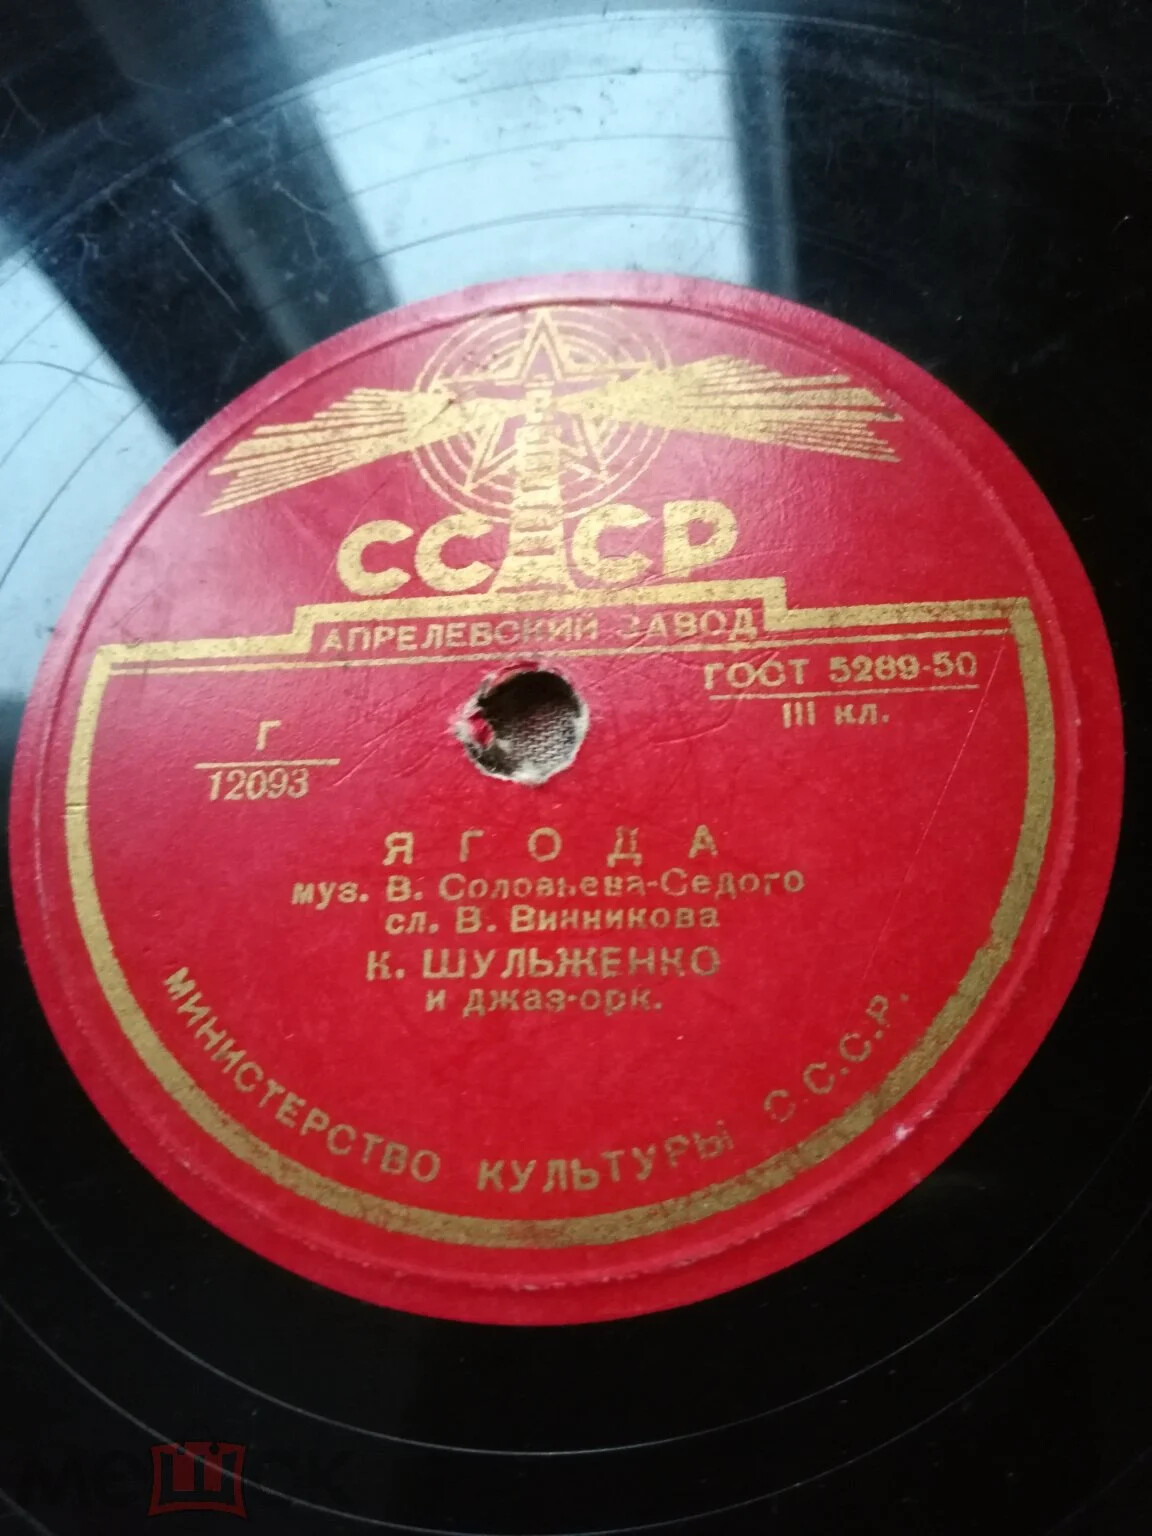 СССР
АПРЕЛЕВСКИЙ ЗАВОД
ГОСТ 5289-50
III кл.
Г
12093
ЯГОДА
муз. В. Соловьева-Седого
сл. В. Винникова
К. ШУЛЬЖЕНКО
и джаз-орк.
МИНИСТЕРСТВО КУЛЬТУРЫ С.С.С.Р.
мешок